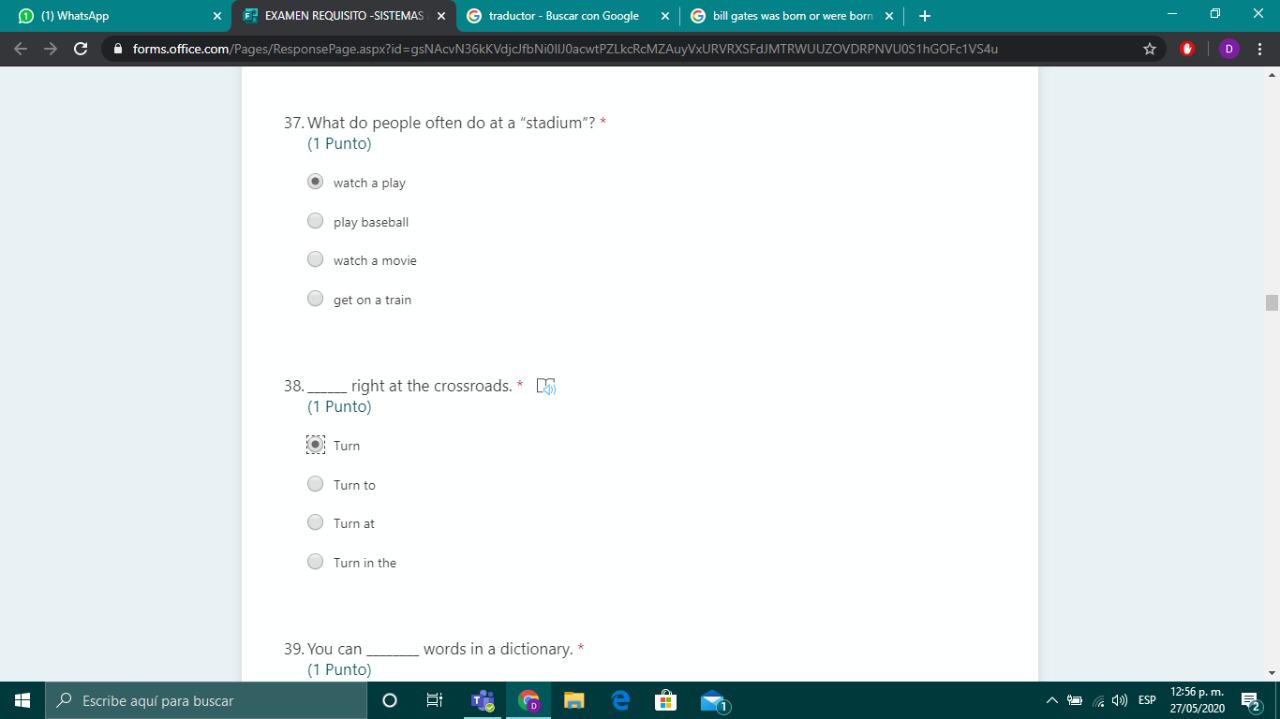 (1) WhatsApp
EXAMEN REQUISITO -SISTEMAS
traductor - Buscar con Google
bill gates was born or were born
forms.office.com/Pages/ResponsePage.aspx?id=gsNAcvN36kKVdjcJfbNi0lIJ0acwtPZLkcRcMZAuyVxURVRXSFdJMTRWUUZOVDRPNVU0S1hGOFc1VS4u
D
37. What do people often do at a “stadium”? *
(1 Punto)
watch a play
play baseball
watch a movie
get on a train
38. ______ right at the crossroads. *
(1 Punto)
Turn
Turn to
Turn at
Turn in the
39. You can ________ words in a dictionary. *
(1 Punto)
Escribe aquí para buscar
ESP
12:56 p. m.
27/05/2020